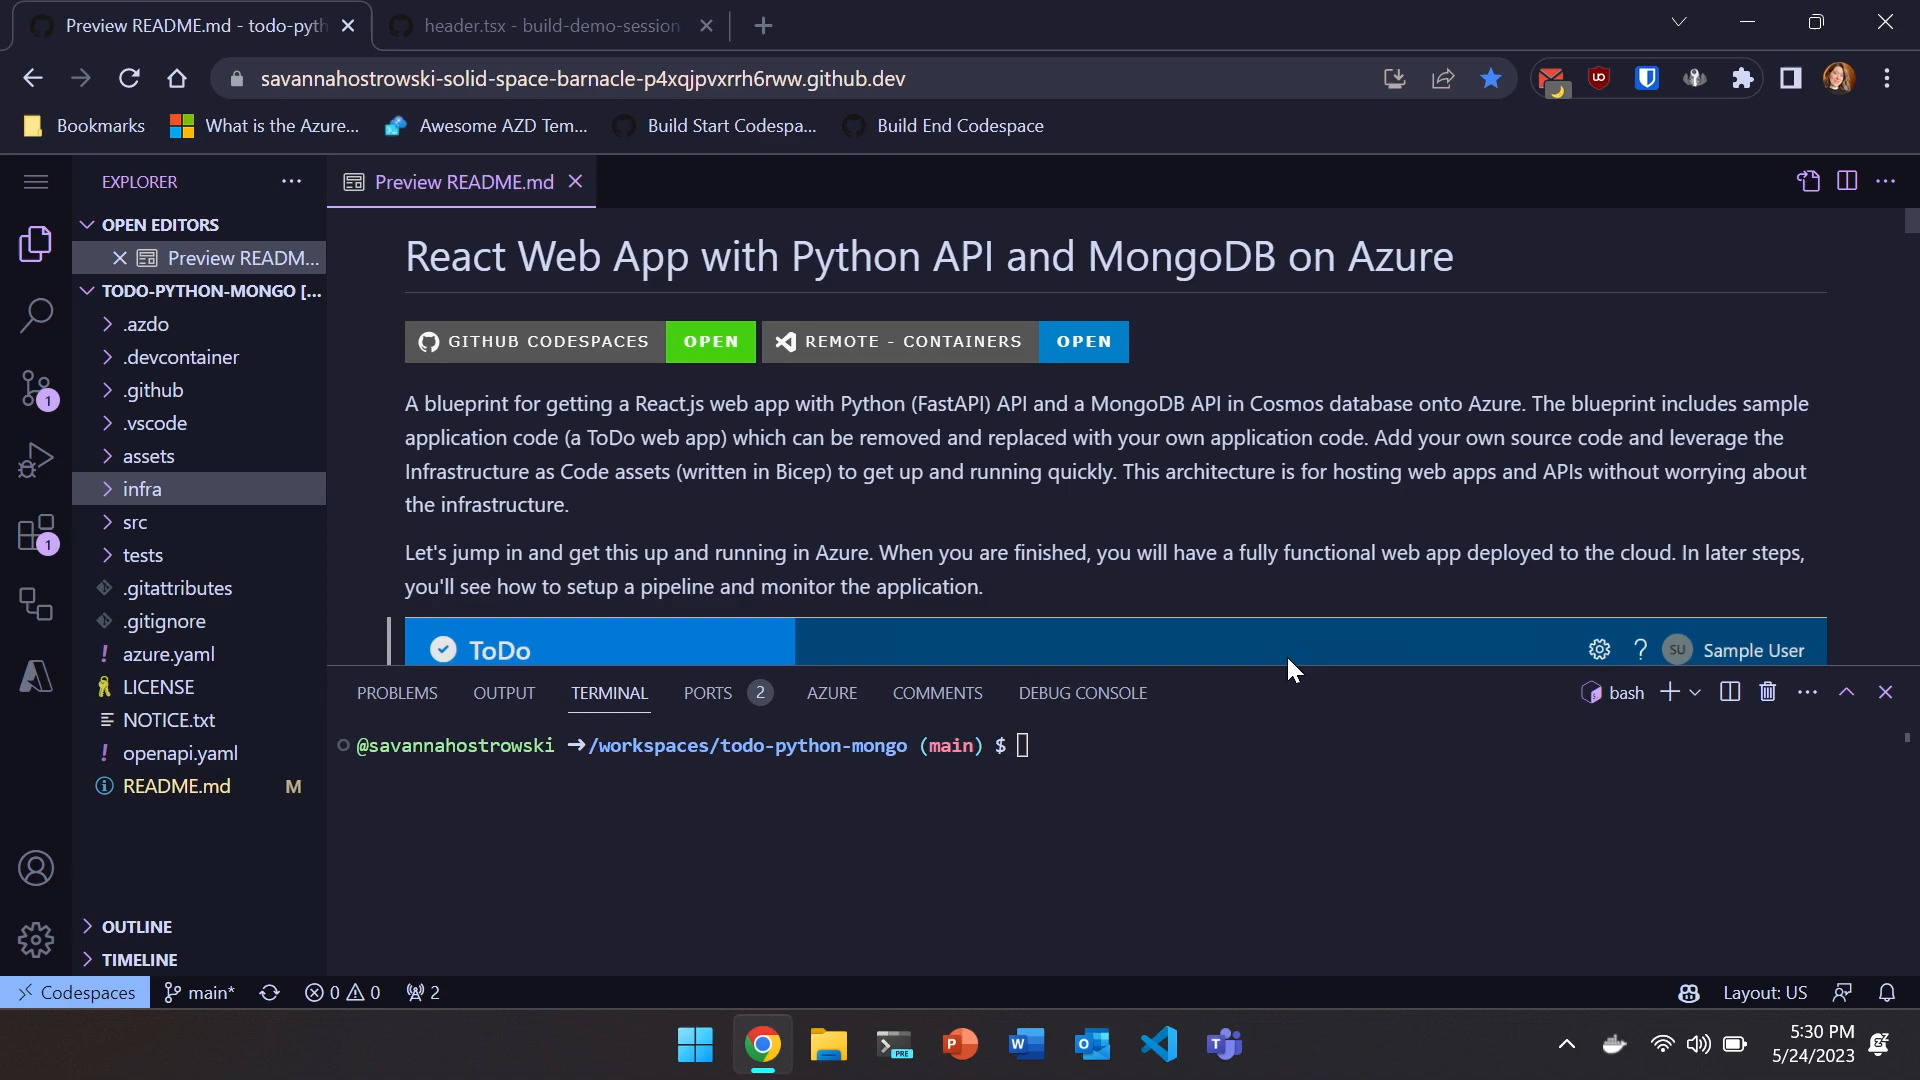 Preview README.md - todo-pyth
header.tsx - build-demo-session
savannahostrowski-solid-space-barnacle-p4xqjpvxrrh6rww.github.dev
Bookmarks
What is the Azure...
Awesome AZD Tem...
Build Start Codespa...
Build End Codespace
EXPLORER
Preview README.md
OPEN EDITORS
Preview READM...
TODO-PYTHON-MONGO [...
.azdo
.devcontainer
.github
.vscode
assets
infra
src
tests
.gitattributes
.gitignore
azure.yaml
LICENSE
NOTICE.txt
openapi.yaml
README.md M
OUTLINE
TIMELINE
1
1
React Web App with Python API and MongoDB on Azure
GITHUB CODESPACES OPEN
REMOTE - CONTAINERS OPEN
A blueprint for getting a React.js web app with Python (FastAPI) API and a MongoDB API in Cosmos database onto Azure. The blueprint includes sample
application code (a ToDo web app) which can be removed and replaced with your own application code. Add your own source code and leverage the
Infrastructure as Code assets (written in Bicep) to get up and running quickly. This architecture is for hosting web apps and APIs without worrying about
the infrastructure.
Let's jump in and get this up and running in Azure. When you are finished, you will have a fully functional web app deployed to the cloud. In later steps,
you'll see how to setup a pipeline and monitor the application.
ToDo
? SU Sample User
PROBLEMS OUTPUT TERMINAL PORTS 2 AZURE COMMENTS DEBUG CONSOLE
bash
@savannahostrowski ➜/workspaces/todo-python-mongo (main) $
Codespaces main* 0 0 2
Layout: US
PRE
5:30 PM
5/24/2023